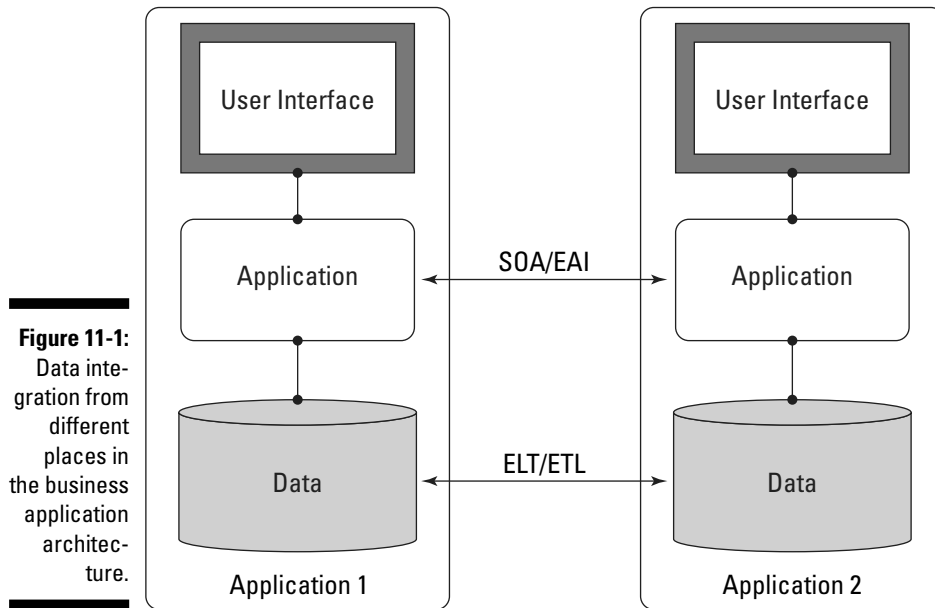 User Interface
Application
Data
Application 1
SOA/EAI
ELT/ETL
User Interface
Application
Data
Application 2
Figure 11-1:
Data inte-
gration from
different
places in
the business
application
architec-
ture.